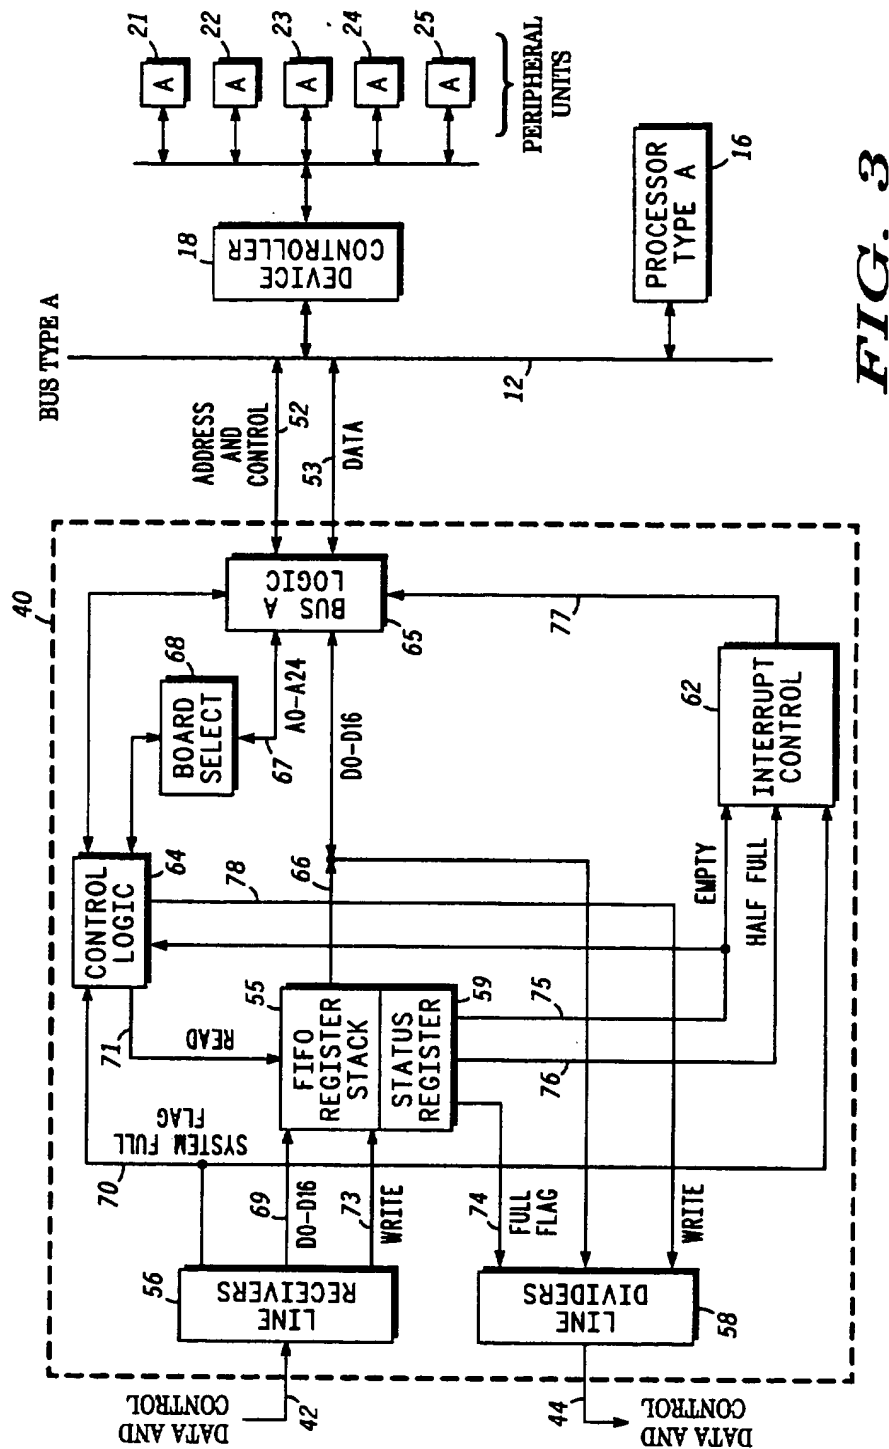 DATA AND
CONTROL
42
DATA AND
CONTROL
44
40
LINE
RECEIVERS
56
LINE
DIVIDERS
58
70
SYSTEM FULL
FLAG
69
D0-D16
73
WRITE
74
FULL
FLAG
WRITE
71
READ
CONTROL
LOGIC
64
FIFO
REGISTER
STACK
55
STATUS
REGISTER
59
78
75
76
66
D0-D16
BOARD
SELECT
68
67
A0-A24
BUS A
LOGIC
65
EMPTY
HALF FULL
INTERRUPT
CONTROL
62
77
ADDRESS
AND
CONTROL
52
53
DATA
BUS TYPE A
12
DEVICE
CONTROLLER
18
PROCESSOR
TYPE A
16
A
21
A
22
A
23
A
24
A
25
PERIPHERAL
UNITS
FIG. 3